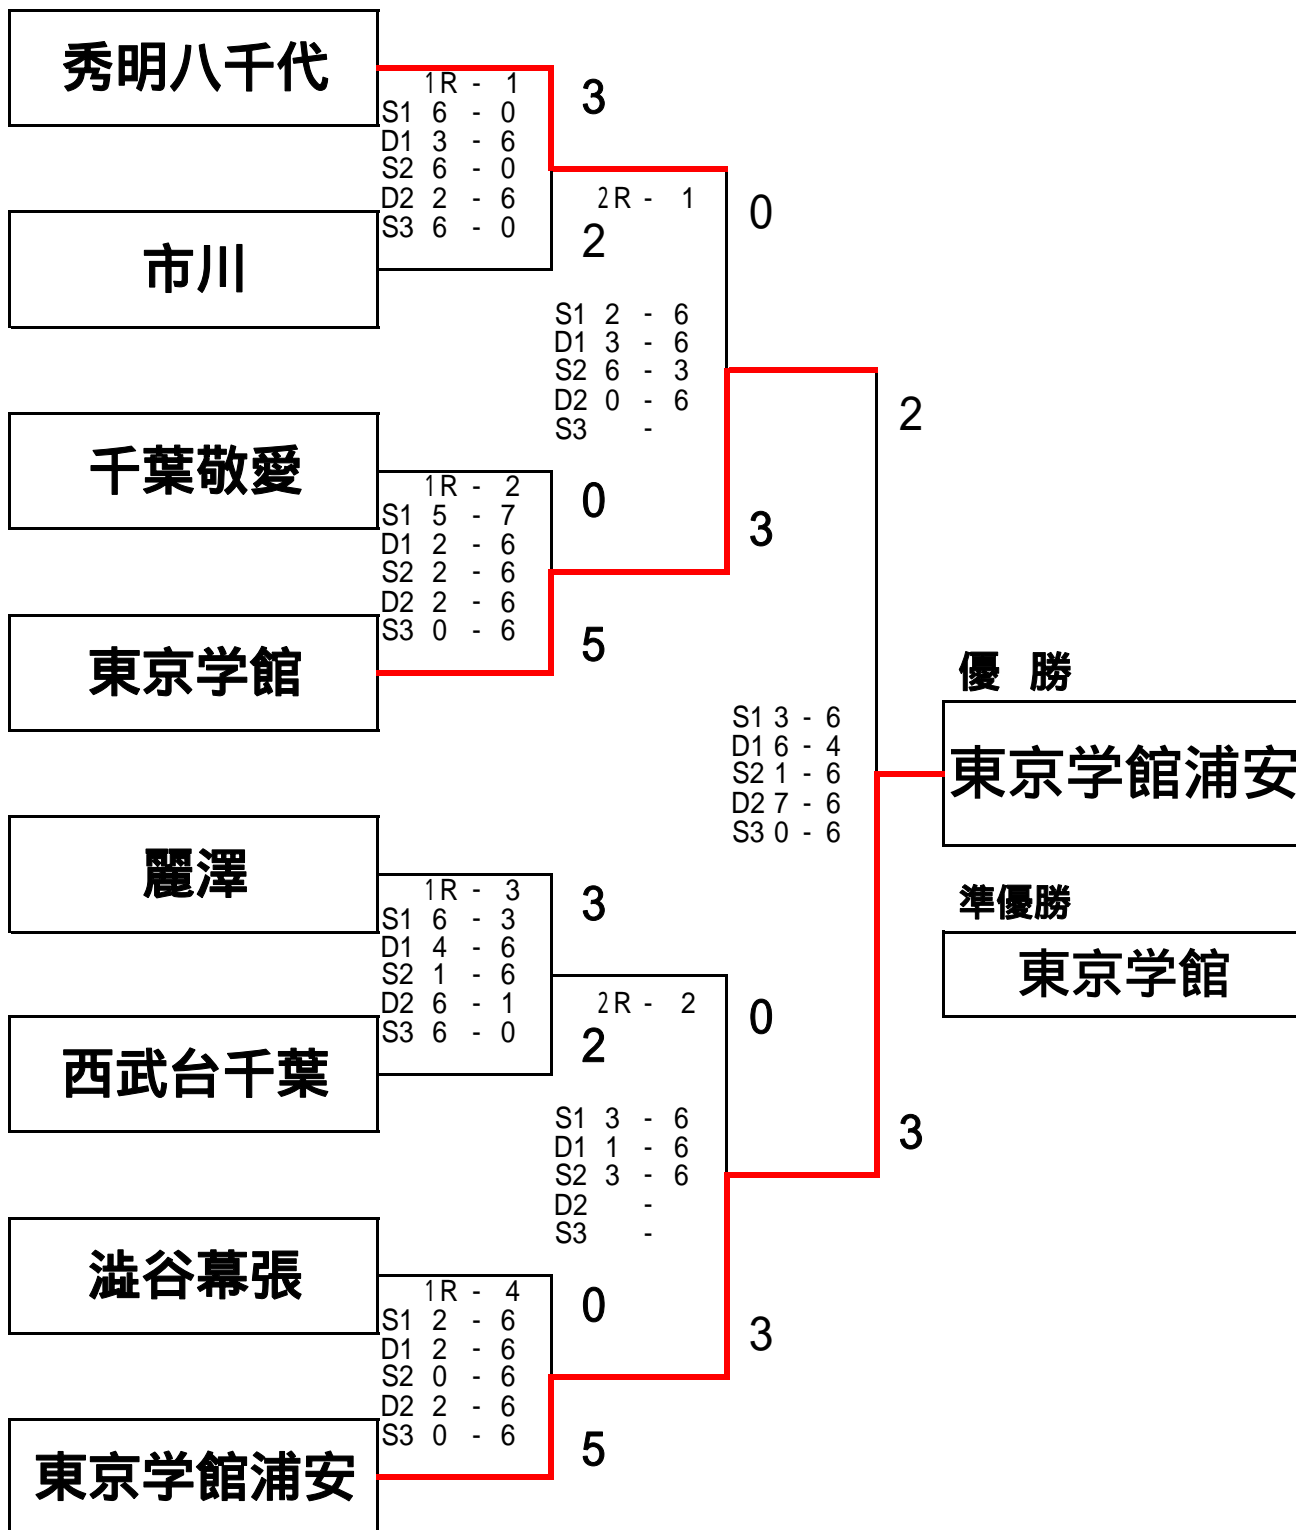 秀明八千代
1R - 1
S1 6 - 0
D1 3 - 6
S2 6 - 0
D2 2 - 6
S3 6 - 0
3
2
市川
2R - 1
S1 2 - 6
D1 3 - 6
S2 6 - 3
D2 0 - 6
S3 -
0
3
千葉敬愛
1R - 2
S1 5 - 7
D1 2 - 6
S2 2 - 6
D2 2 - 6
S3 0 - 6
0
5
東京学館
2
3
S1 3 - 6
D1 6 - 4
S2 1 - 6
D2 7 - 6
S3 0 - 6
優 勝
東京学館浦安
準優勝
東京学館
麗澤
1R - 3
S1 6 - 3
D1 4 - 6
S2 1 - 6
D2 6 - 1
S3 6 - 0
3
2
西武台千葉
2R - 2
S1 3 - 6
D1 1 - 6
S2 3 - 6
D2 -
S3 -
0
3
澁谷幕張
1R - 4
S1 2 - 6
D1 2 - 6
S2 0 - 6
D2 2 - 6
S3 0 - 6
0
5
東京学館浦安